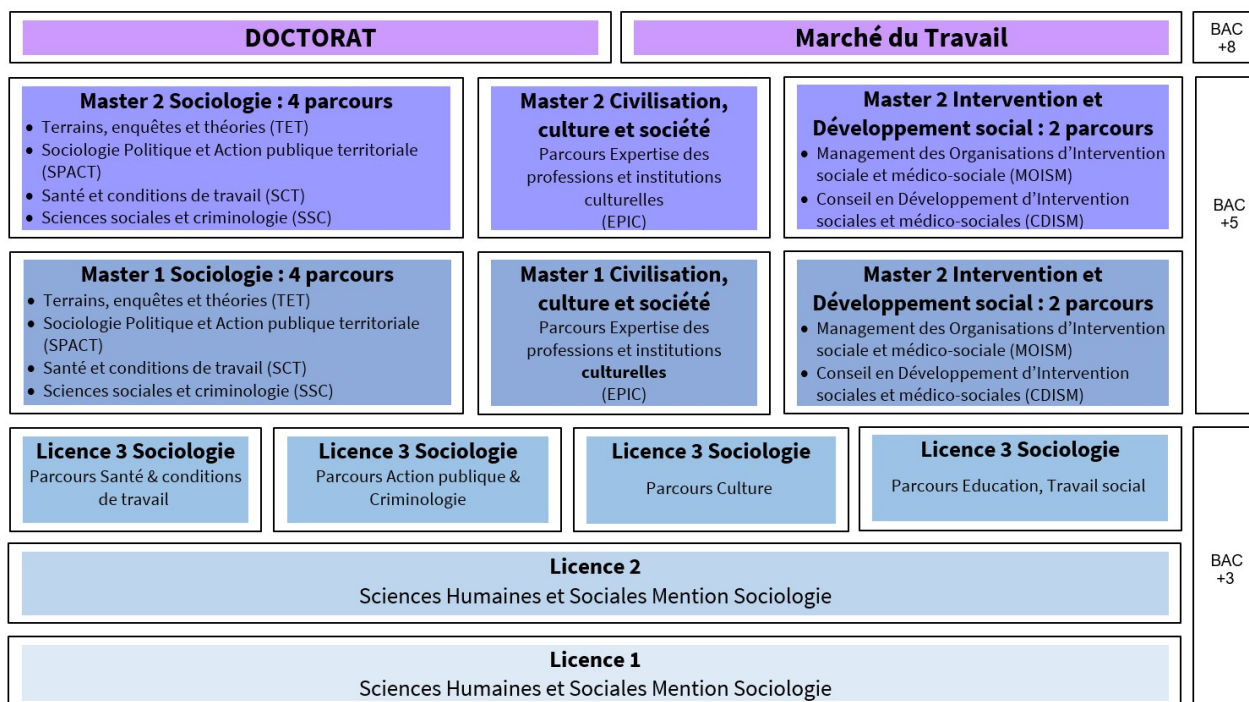 DOCTORAT
Marché du Travail
BAC
+8
Master 2 Sociologie : 4 parcours
• Terrains, enquêtes et théories (TET)
• Sociologie Politique et Action publique territoriale
(SPACT)
• Santé et conditions de travail (SCT)
• Sciences sociales et criminologie (SSC)
Master 2 Civilisation,
culture et société
Parcours Expertise des
professions et institutions
culturelles
(EPIC)
Master 2 Intervention et
Développement social : 2 parcours
• Management des Organisations d'Intervention
sociale et médico-sociale (MOISM)
• Conseil en Développement d'Intervention
sociales et médico-sociales (CDISM)
BAC
+5
Master 1 Sociologie : 4 parcours
• Terrains, enquêtes et théories (TET)
• Sociologie Politique et Action publique territoriale
(SPACT)
• Santé et conditions de travail (SCT)
• Sciences sociales et criminologie (SSC)
Master 1 Civilisation,
culture et société
Parcours Expertise des
professions et institutions
culturelles
(EPIC)
Master 2 Intervention et
Développement social : 2 parcours
• Management des Organisations d'Intervention
sociale et médico-sociale (MOISM)
• Conseil en Développement d'Intervention
sociales et médico-sociales (CDISM)
Licence 3 Sociologie
Parcours Santé & conditions
de travail
Licence 3 Sociologie
Parcours Action publique &
Criminologie
Licence 3 Sociologie
Parcours Culture
Licence 3 Sociologie
Parcours Education, Travail social
BAC
+3
Licence 2
Sciences Humaines et Sociales Mention Sociologie
Licence 1
Sciences Humaines et Sociales Mention Sociologie